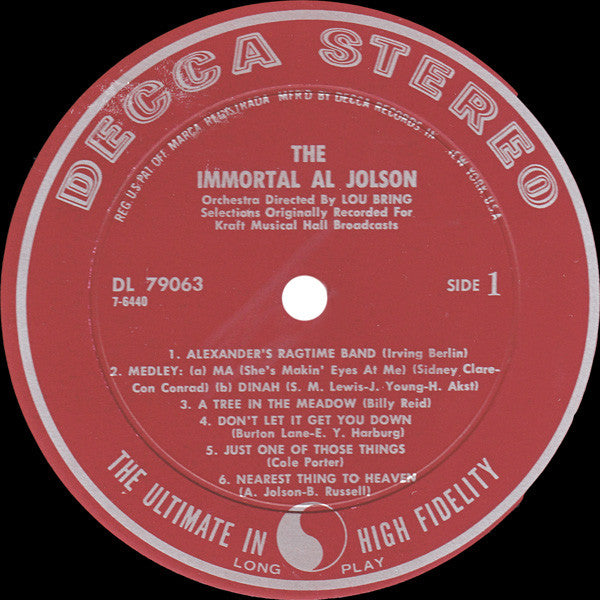 DECCA STEREO
REG US PAT OFF MARCA REGISTRADA MFR'D BY DECCA RECORDS IN NEW YORK USA
THE
IMMORTAL AL JOLSON
Orchestra Directed By LOU BRING
Selections Originally Recorded For
Kraft Musical Hall Broadcasts
DL 79063
7-6440
SIDE 1
1. ALEXANDER'S RAGTIME BAND (Irving Berlin)
2. MEDLEY: (a) MA (She's Makin' Eyes At Me) (Sidney Clare-
Con Conrad) (b) DINAH (S. M. Lewis-J. Young-H. Akst)
3. A TREE IN THE MEADOW (Billy Reid)
4. DON'T LET IT GET YOU DOWN
(Burton Lane-E. Y. Harburg)
5. JUST ONE OF THOSE THINGS
(Cole Porter)
6. NEAREST THING TO HEAVEN
(A. Jolson-B. Russell)
THE ULTIMATE IN HIGH FIDELITY
LONG PLAY